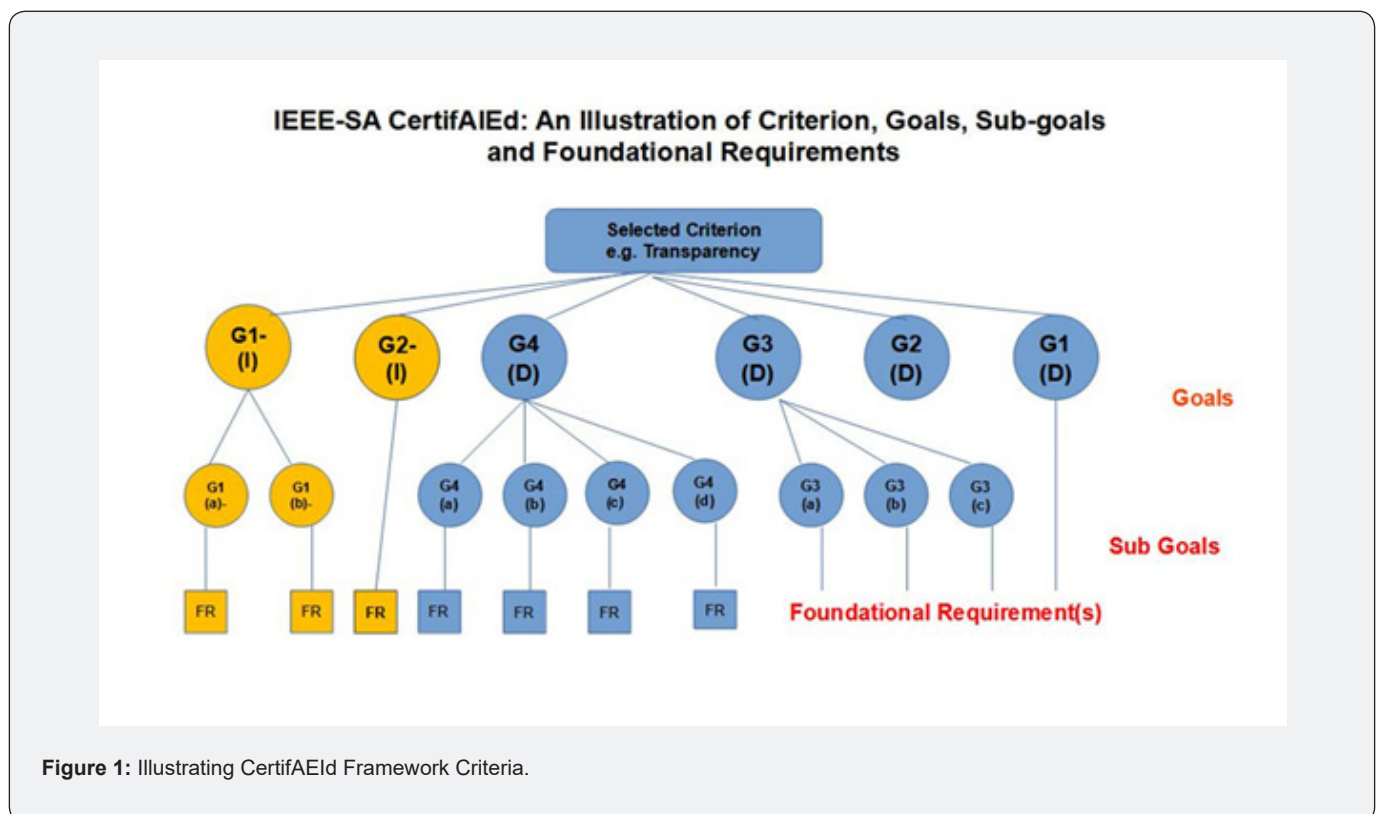 IEEE-SA CertifAIEd: An Illustration of Criterion, Goals, Sub-goals
and Foundational Requirements
Selected Criterion
e.g. Transparency
G1-
(I)
G2-
(I)
G4
(D)
G3
(D)
G2
(D)
G1
(D)
Goals
G1
(a)-
G1
(b)-
G4
(a)
G4
(b)
G4
(c)
G4
(d)
G3
(a)
G3
(b)
G3
(c)
Sub Goals
FR
FR
FR
FR
FR
FR
FR
Foundational Requirement(s)
Figure 1: Illustrating CertifAEId Framework Criteria.